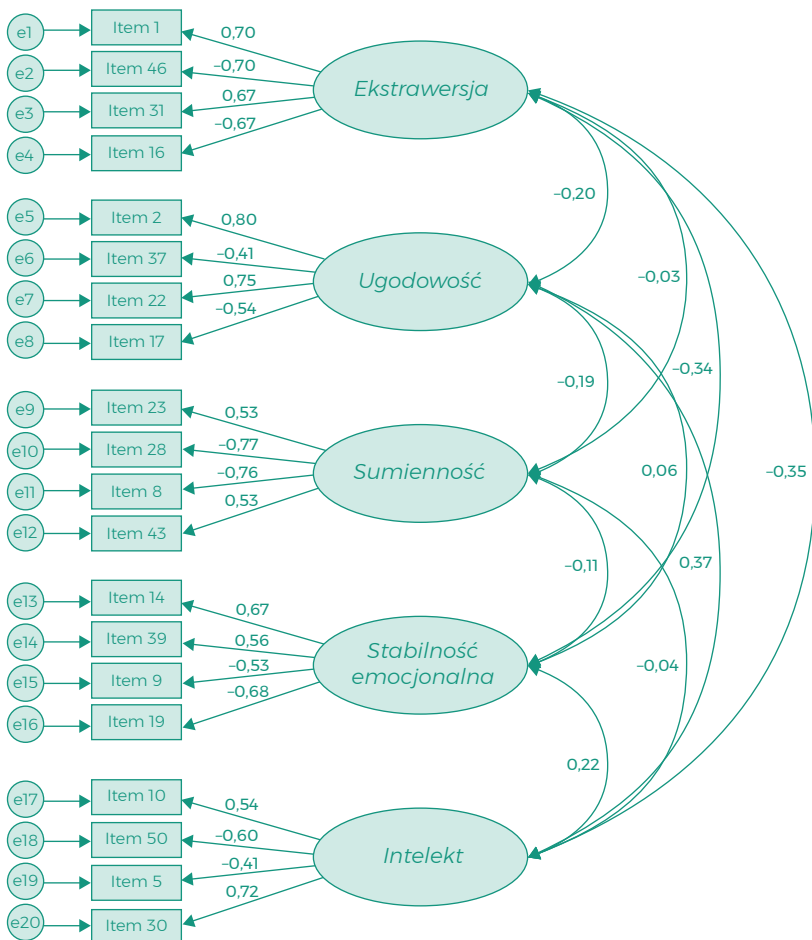 e1
Item 1
0,70
e2
Item 46
−0,70
Ekstrawersja
e3
Item 31
0,67
e4
Item 16
−0,67
−0,20
e5
Item 2
0,80
e6
Item 37
−0,41
Ugodowość
−0,03
e7
Item 22
0,75
e8
Item 17
−0,54
−0,34
−0,19
e9
Item 23
0,53
e10
Item 28
−0,77
Sumienność
0,06
−0,35
e11
Item 8
−0,76
e12
Item 43
0,53
−0,11
0,37
e13
Item 14
0,67
e14
Item 39
0,56
Stabilność
emocjonalna
−0,04
e15
Item 9
−0,53
e16
Item 19
−0,68
0,22
e17
Item 10
0,54
e18
Item 50
−0,60
Intelekt
e19
Item 5
−0,41
e20
Item 30
0,72